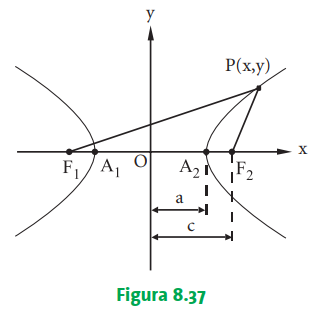 y
P(x,y)
x
F₁ A₁ O A₂ F₂
a
c
Figura 8.37